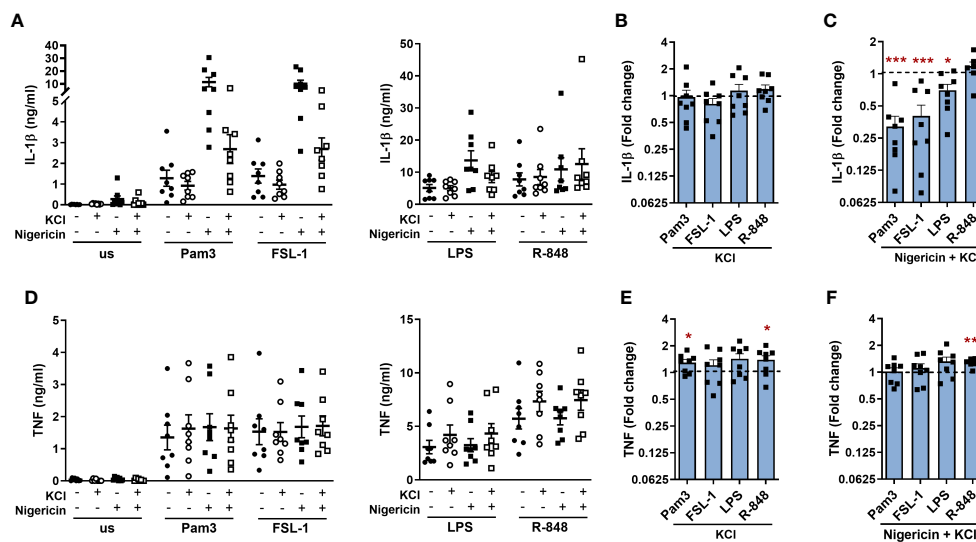 A
IL-1β (ng/ml)
40
30
20
10
5
4
3
2
1
0
KCl - + - + - + - + - + - +
Nigericin - - + + - - + + - - + +
us Pam3 FSL-1
IL-1β (ng/ml)
50
40
30
20
10
0
KCl - + - + - + - +
Nigericin - - + + - - + +
LPS R-848
B
IL-1β (Fold change)
4
2
1
0.5
0.25
0.125
0.0625
Pam3 FSL-1 LPS R-848
KCl
C
IL-1β (Fold change)
2
1
0.5
0.25
0.125
0.0625
*** *** *
Pam3 FSL-1 LPS R-848
Nigericin + KCl
D
TNF (ng/ml)
5
4
3
2
1
0
KCl - + - + - + - + - + - +
Nigericin - - + + - - + + - - + +
us Pam3 FSL-1
TNF (ng/ml)
15
10
5
0
KCl - + - + - + - +
Nigericin - - + + - - + +
LPS R-848
E
TNF (Fold change)
4
2
1
0.5
0.25
0.125
0.0625
* *
Pam3 FSL-1 LPS R-848
KCl
F
TNF (Fold change)
4
2
1
0.5
0.25
0.125
0.0625
**
Pam3 FSL-1 LPS R-848
Nigericin + KCl